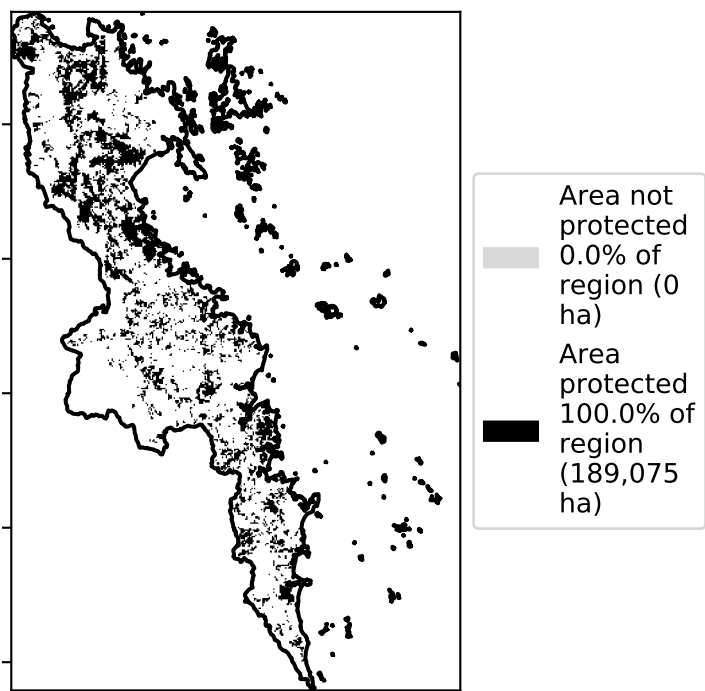 Area not
protected
0.0% of
region (0
ha)
Area
protected
100.0% of
region
(189,075
ha)